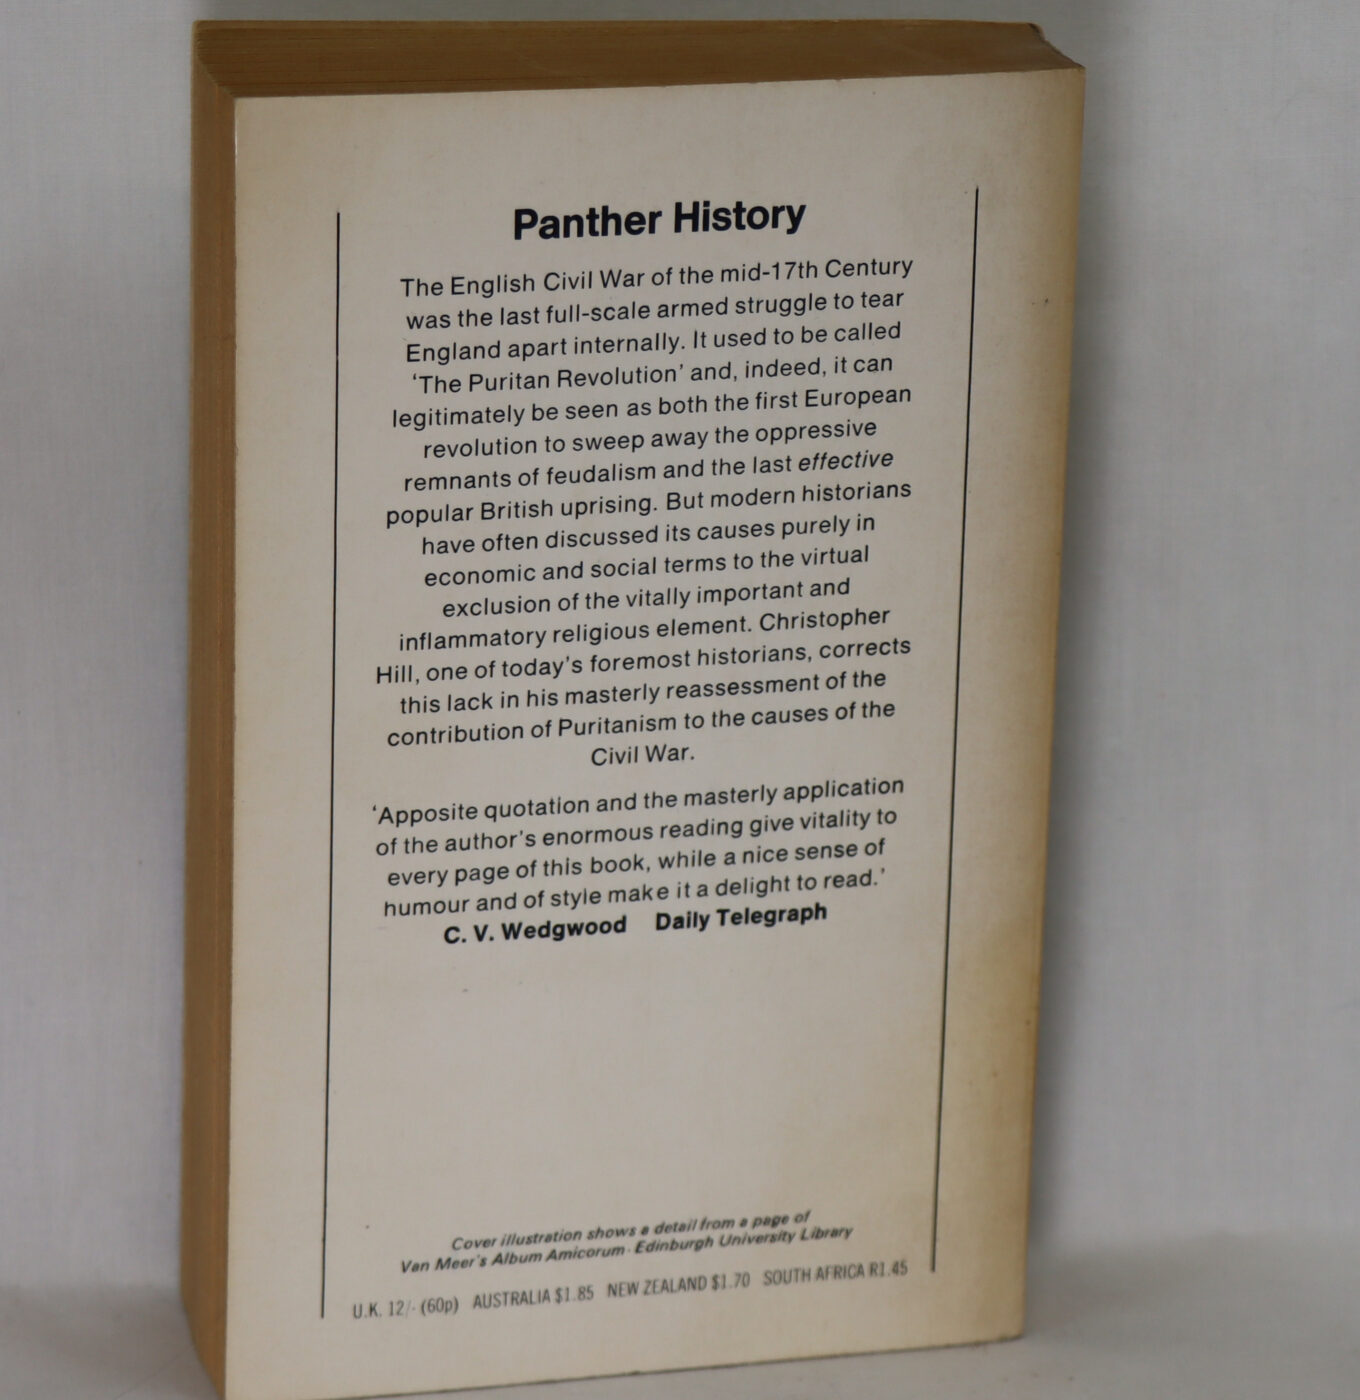 Panther History
The English Civil War of the mid-17th Century
was the last full-scale armed struggle to tear
England apart internally. It used to be called
‘The Puritan Revolution’ and, indeed, it can
legitimately be seen as both the first European
revolution to sweep away the oppressive
remnants of feudalism and the last effective
popular British uprising. But modern historians
have often discussed its causes purely in
economic and social terms to the virtual
exclusion of the vitally important and
inflammatory religious element. Christopher
Hill, one of today’s foremost historians, corrects
this lack in his masterly reassessment of the
contribution of Puritanism to the causes of the
Civil War.
‘Apposite quotation and the masterly application
of the author’s enormous reading give vitality to
every page of this book, while a nice sense of
humour and of style make it a delight to read.’
C. V. Wedgwood Daily Telegraph
Cover illustration shows a detail from a page of
Van Meer’s Album Amicorum · Edinburgh University Library
U.K. 12/- (60p) AUSTRALIA $1.85 NEW ZEALAND $1.70 SOUTH AFRICA R1.45